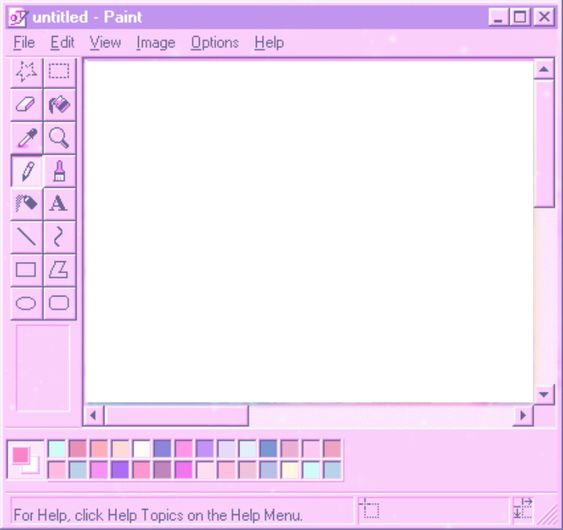 untitled - Paint
File Edit View Image Options Help
A
For Help, click Help Topics on the Help Menu.